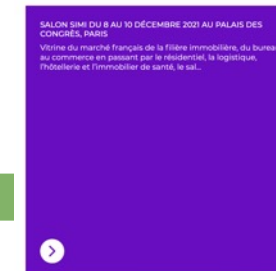 SALON SIMI DU 8 AU 10 DÉCEMBRE 2021 AU PALAIS DES
CONGRÈS, PARIS
Vitrine du marché français de la filière immobilière, du bureau
au commerce en passant par le résidentiel, la logistique,
l'hôtellerie et l'immobilier de santé, le sal...